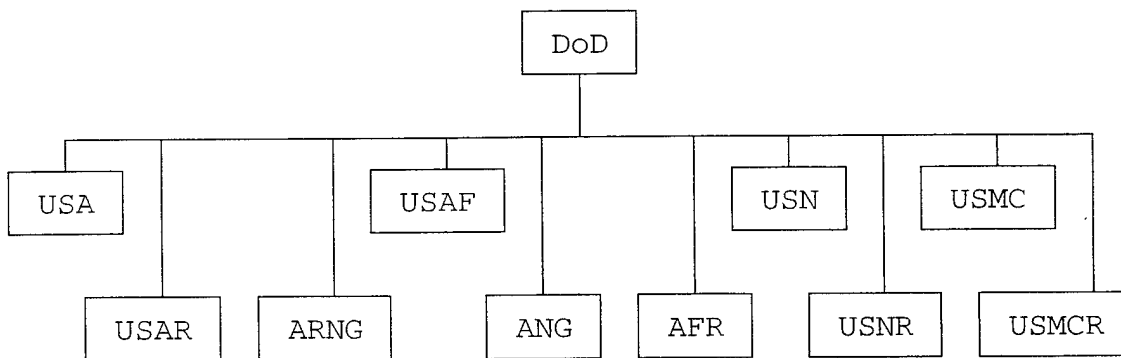 DoD
USA
USAF
USN
USMC
USAR
ARNG
ANG
AFR
USNR
USMCR